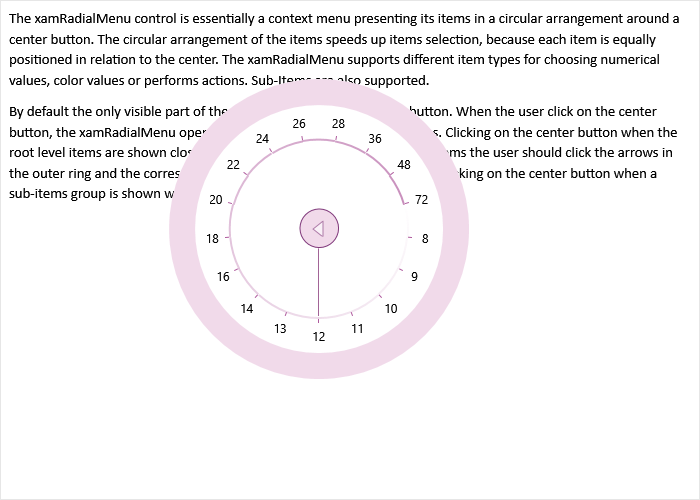 The xamRadialMenu control is essentially a context menu presenting its items in a circular arrangement around a
center button. The circular arrangement of the items speeds up items selection, because each item is equally
positioned in relation to the center. The xamRadialMenu supports different item types for choosing numerical
values, color values or performs actions. Sub-Items are also supported.
By default the only visible part of the button. When the user click on the center
button, the xamRadialMenu Clicking on the center button when the
root level items are shown the user should click the arrows in
the outer ring and the on the center button when a
sub-items group is shown
26 28
24 36
22 48
20 72
18 8
16 9
14 10
13 11
12